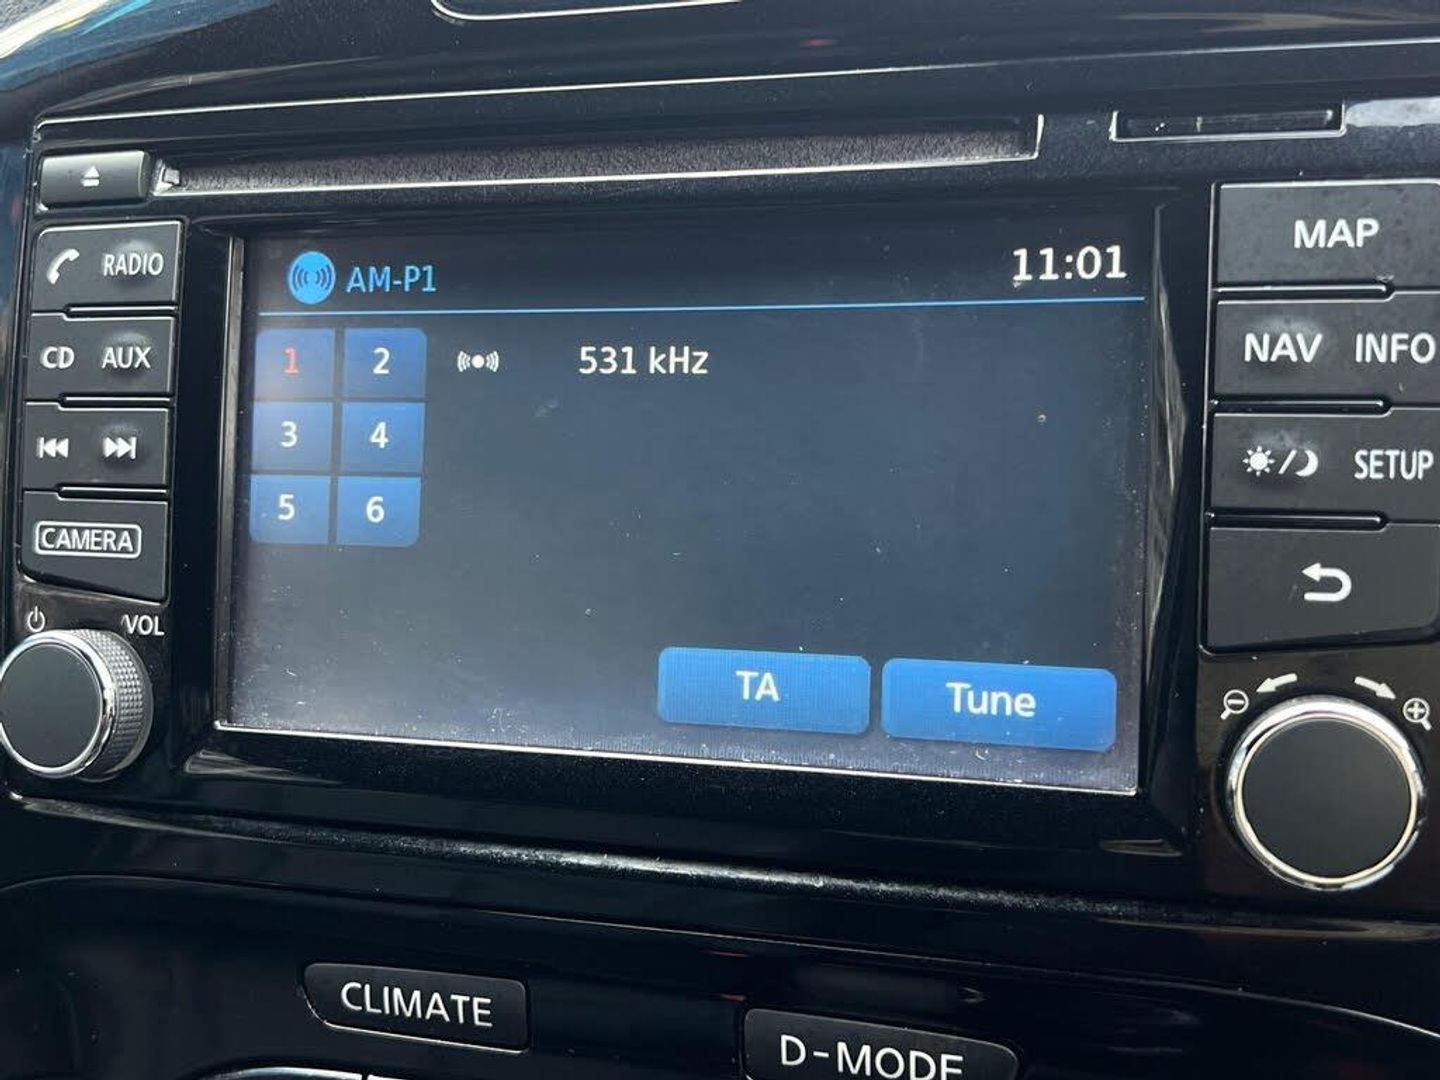 AM-P1
11:01
1 2
531 kHz
3 4
5 6
TA
Tune
RADIO
CD AUX
CAMERA
VOL
MAP
NAV INFO
SETUP
CLIMATE
D-MODE